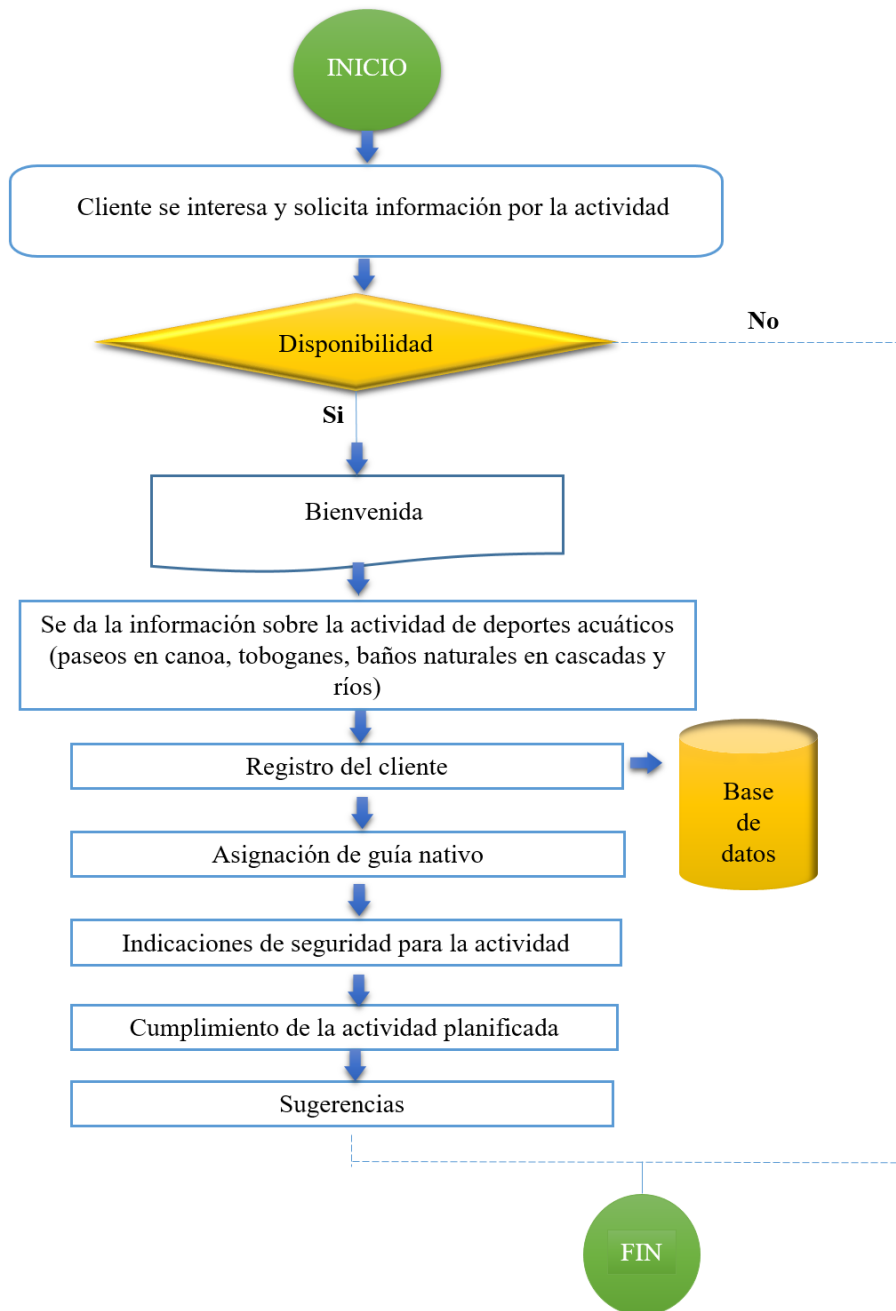 INICIO
Cliente se interesa y solicita información por la actividad
Disponibilidad
No
Si
Bienvenida
Se da la información sobre la actividad de deportes acuáticos
(paseos en canoa, toboganes, baños naturales en cascadas y
ríos)
Registro del cliente
Base
de
datos
Asignación de guía nativo
Indicaciones de seguridad para la actividad
Cumplimiento de la actividad planificada
Sugerencias
FIN